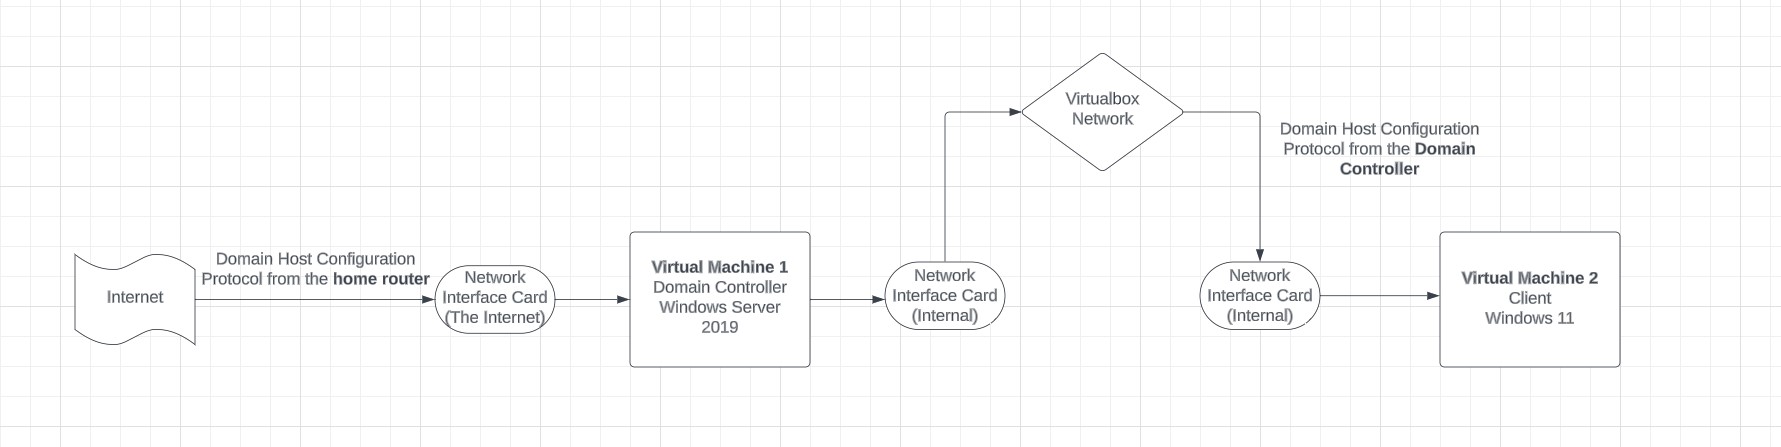 Internet
Domain Host Configuration
Protocol from the home router
Network
Interface Card
(The Internet)
Virtual Machine 1
Domain Controller
Windows Server
2019
Network
Interface Card
(Internal)
Virtualbox
Network
Domain Host Configuration
Protocol from the Domain
Controller
Network
Interface Card
(Internal)
Virtual Machine 2
Client
Windows 11